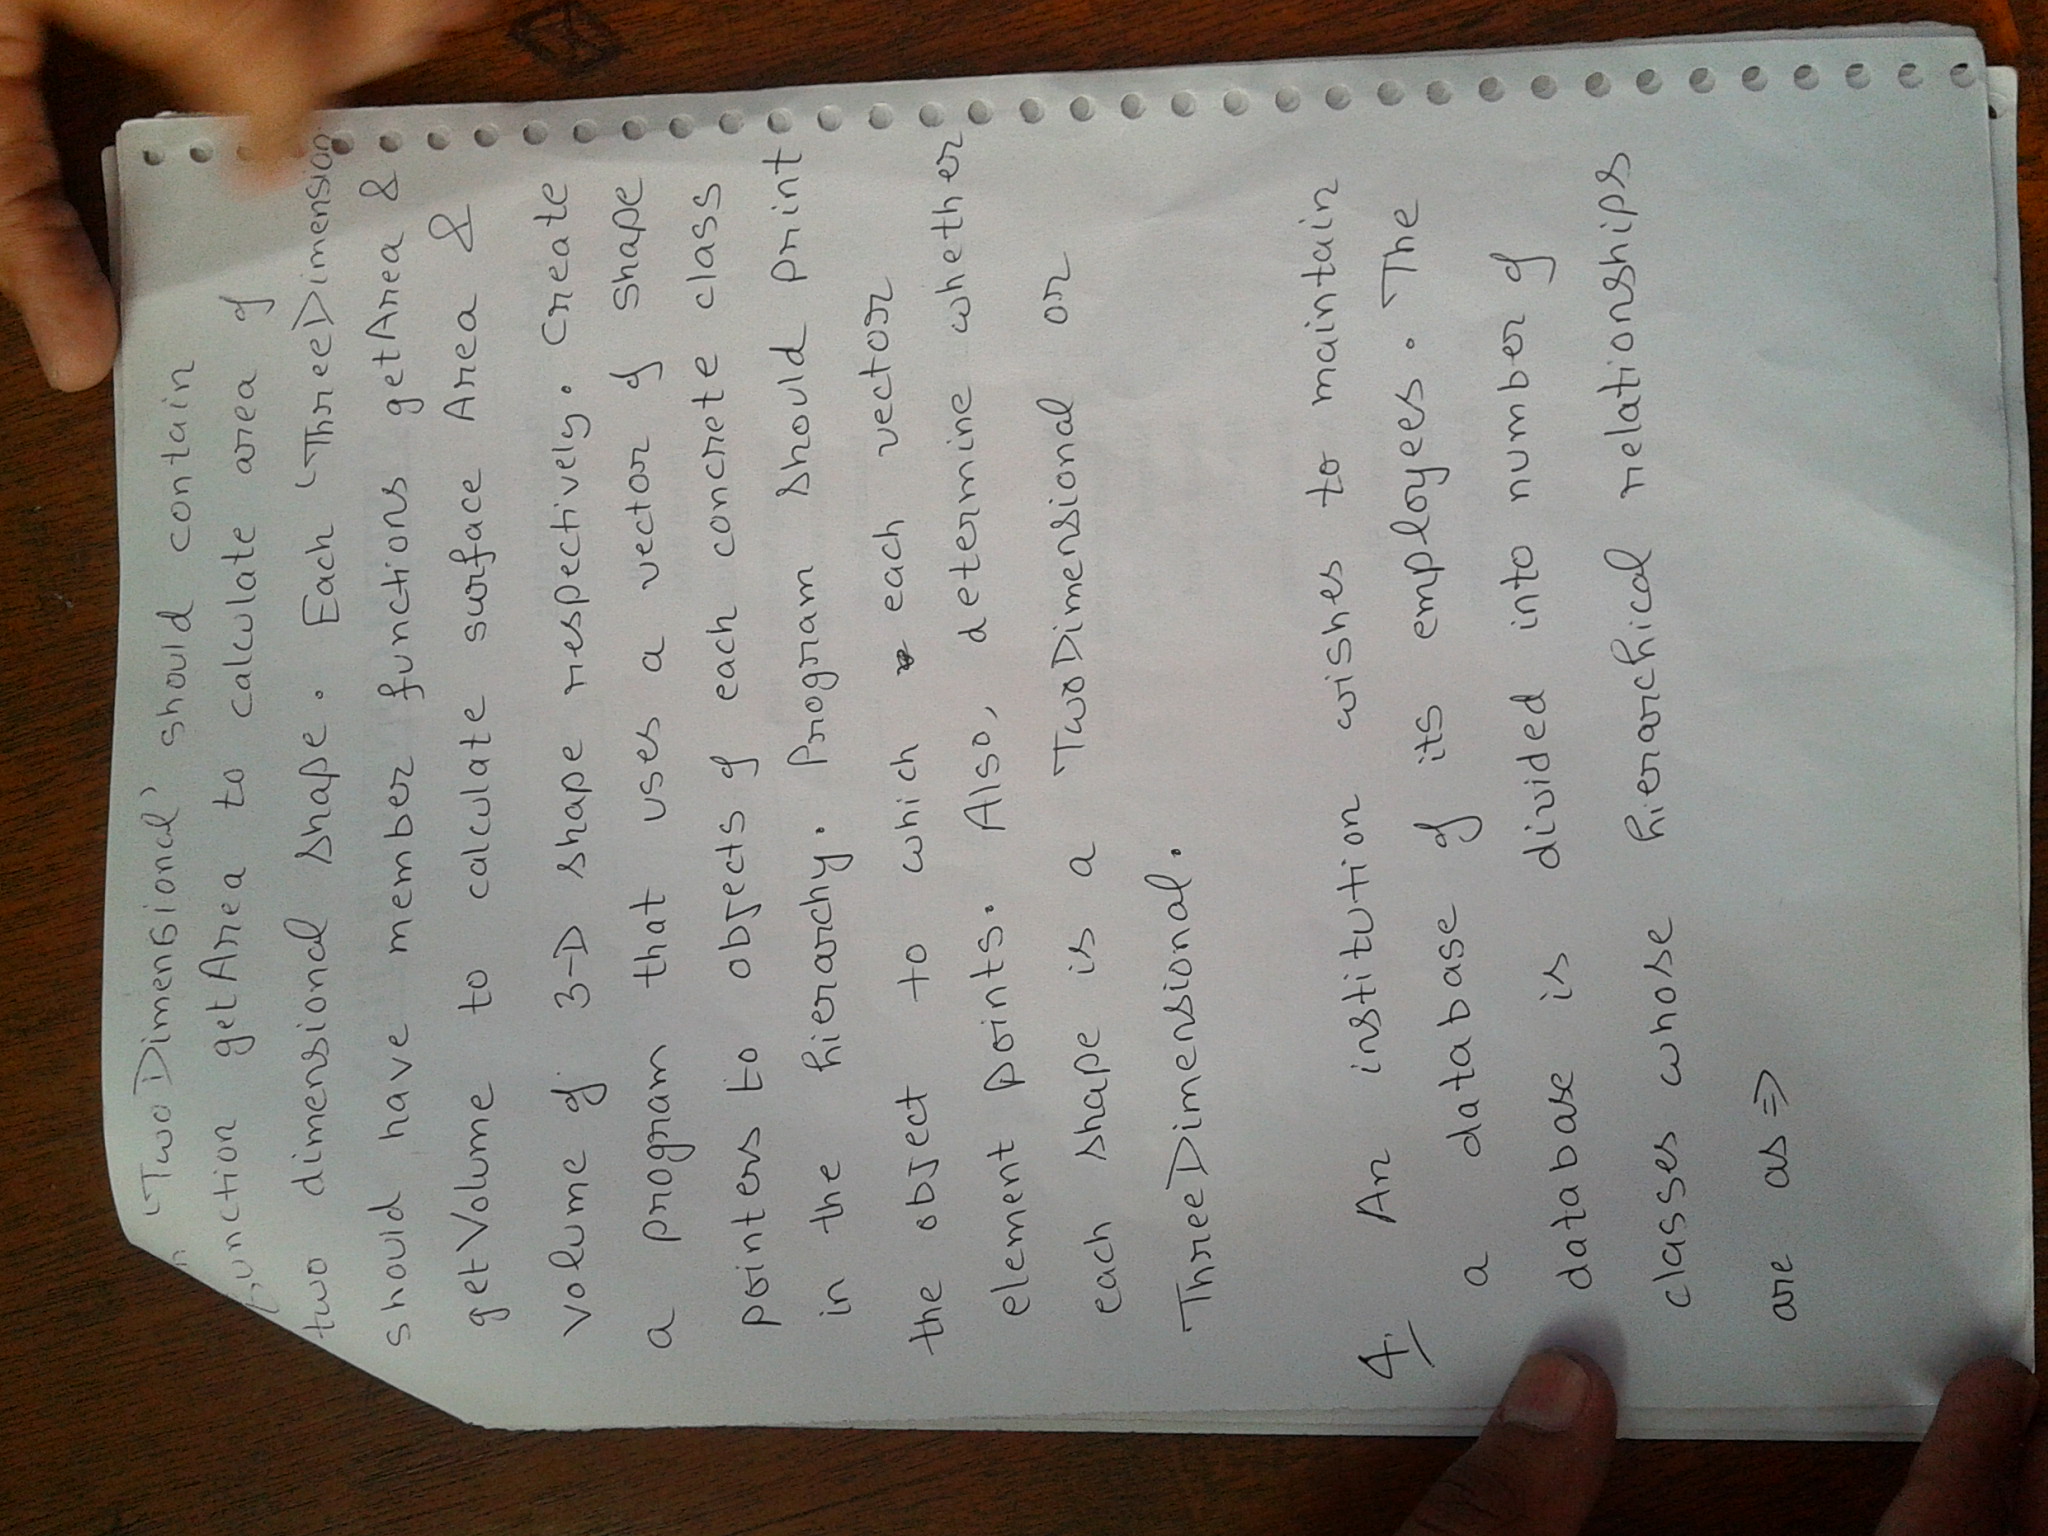 "TwoDimensional" should contain
function getArea to calculate area of
two dimensional shape. Each "ThreeDimension
should have member functions getArea &
getVolume to calculate surface Area &
volume of 3-D shape respectively. Create
a program that uses a vector of shape
pointers to objects of each concrete class
in the hierarchy. Program should print
the object to which each vector
element points. Also, determine whether
each shape is a TwoDimensional or
ThreeDimensional.
4. An institution wishes to maintain
a database of its employees. The
database is divided into number of
classes whose hierarchical relationships
are as ⇒